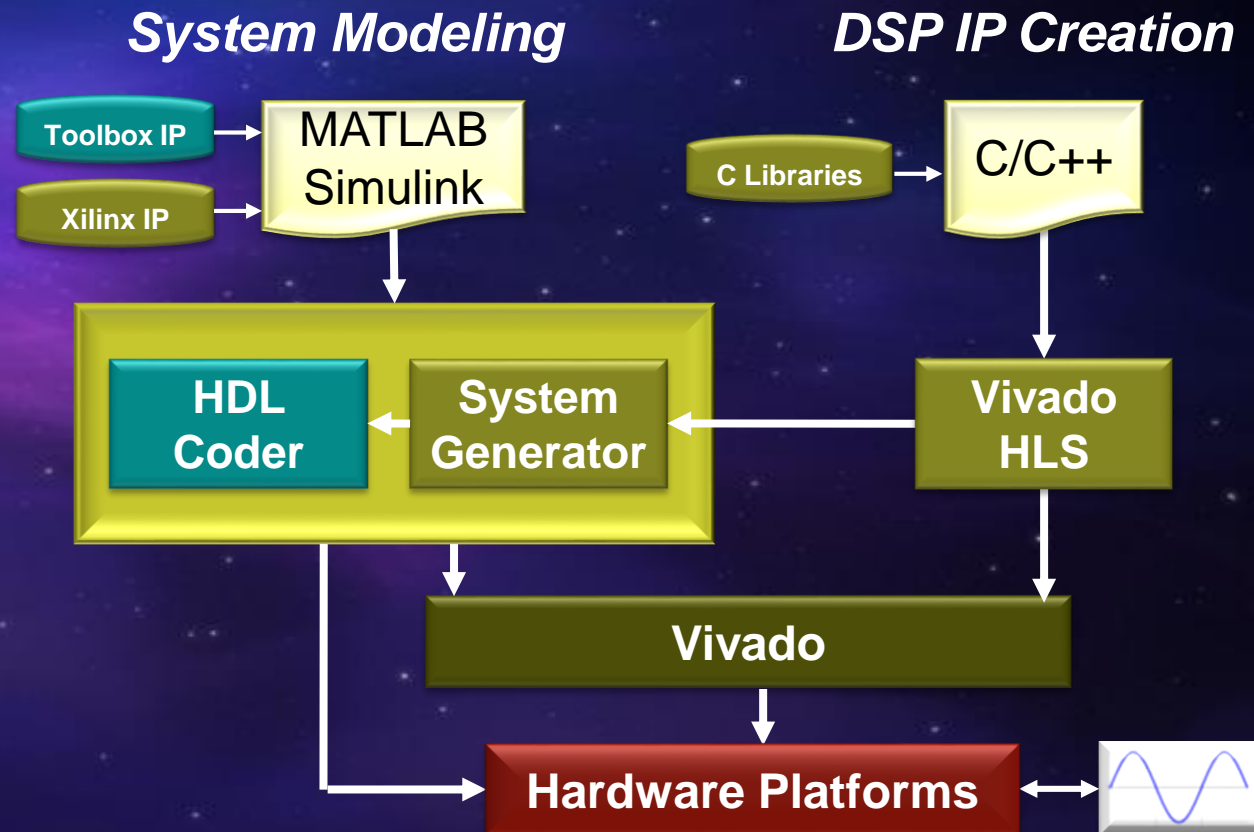 System Modeling
DSP IP Creation
Toolbox IP
Xilinx IP
MATLAB
Simulink
C Libraries
C/C++
HDL
Coder
System
Generator
Vivado
HLS
Vivado
Hardware Platforms